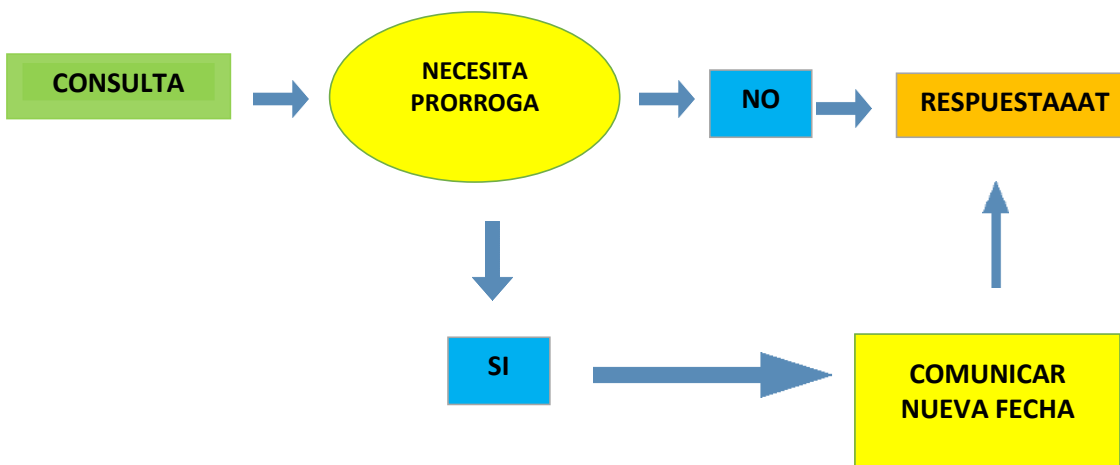 CONSULTA
NECESITA
PRORROGA
NO
RESPUESTAAAT
SI
COMUNICAR
NUEVA FECHA